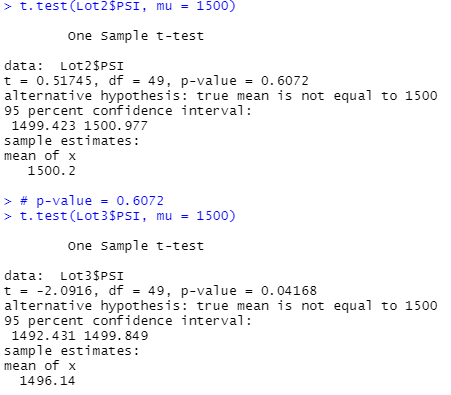 > t.test(Lot2$PSI, mu = 1500)
One Sample t-test
data:  Lot2$PSI
t = 0.51745, df = 49, p-value = 0.6072
alternative hypothesis: true mean is not equal to 1500
95 percent confidence interval:
1499.423 1500.977
sample estimates:
mean of x
1500.2
> # p-value = 0.6072
> t.test(Lot3$PSI, mu = 1500)
One Sample t-test
data:  Lot3$PSI
t = -2.0916, df = 49, p-value = 0.04168
alternative hypothesis: true mean is not equal to 1500
95 percent confidence interval:
1492.431 1499.849
sample estimates:
mean of x
1496.14